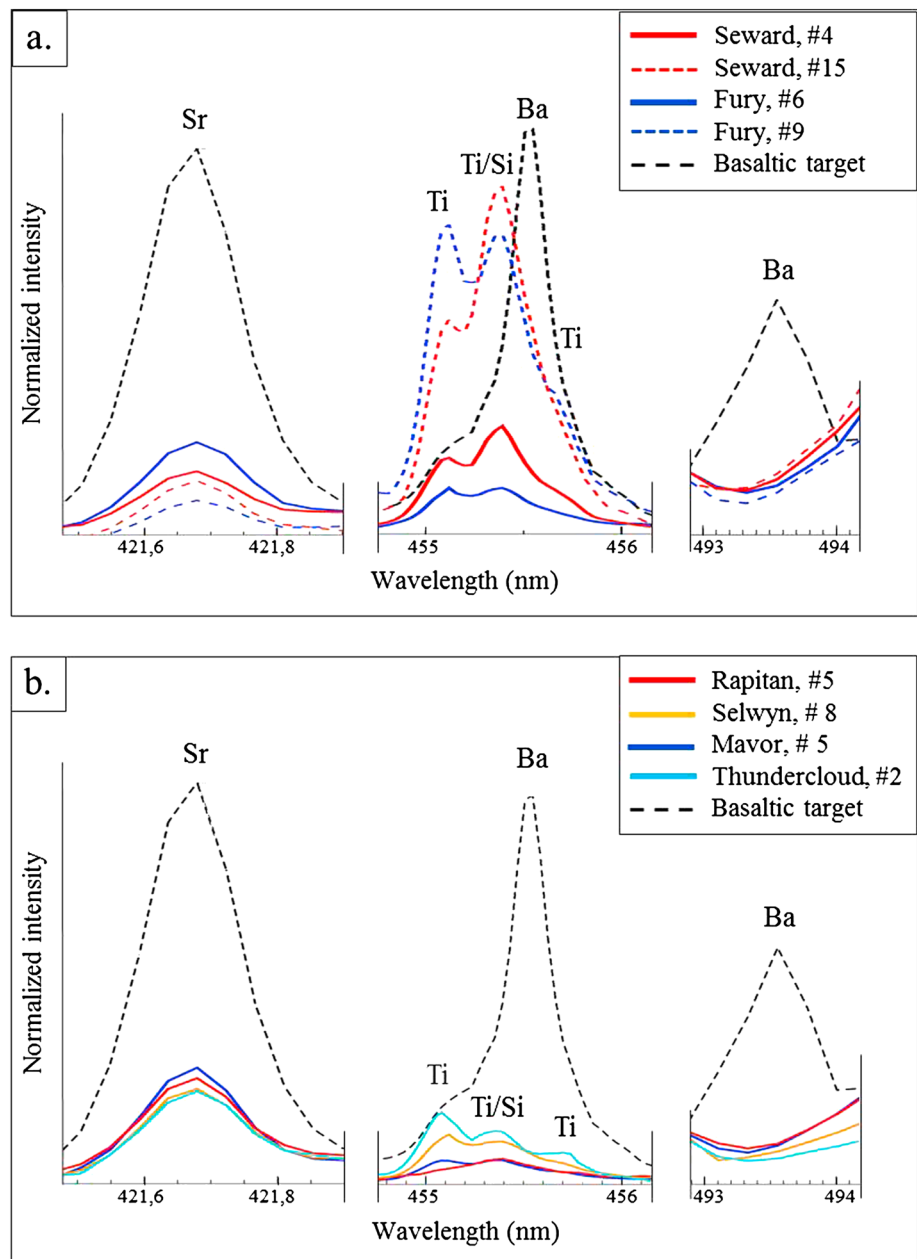 a.
Seward, #4
Seward, #15
Fury, #6
Fury, #9
Basaltic target
Sr
Ba
Ti/Si
Ti
Ti
Ba
Normalized intensity
421,6 421,8 455 456 493 494
Wavelength (nm)
b.
Rapitan, #5
Selwyn, # 8
Mavor, # 5
Thundercloud, #2
Basaltic target
Sr
Ba
Ba
Ti
Ti/Si
Ti
Normalized intensity
421,6 421,8 455 456 493 494
Wavelength (nm)